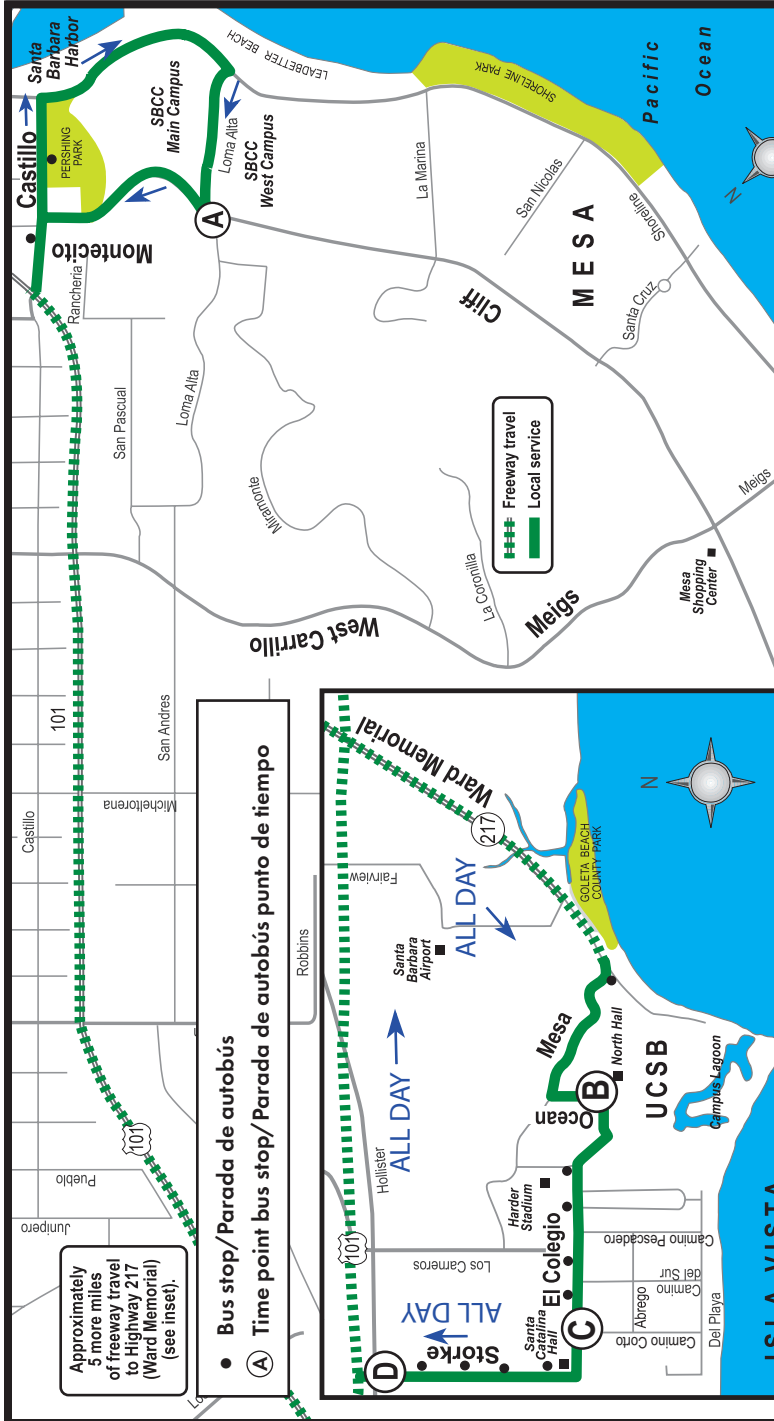 Castillo
Santa
Barbara
Harbor
PERSHING
PARK
SBCC
Main Campus
LEADBETTER BEACH
SBCC
West Campus
Loma Alta
A
Montecito
Rancheria
San Pascual
Loma Alta
Miramonte
La Marina
San Nicolas
SHORELINE PARK
Pacific
Ocean
N
MESA
Shoreline
Santa Cruz
Cliff
Freeway travel
Local service
La Coronilla
Meigs
Meigs
Mesa
Shopping
Center
West Carrillo
Castillo
101
San Andres
Micheltorena
Robbins
101
Pueblo
Junipero
Approximately
5 more miles
of freeway travel
to Highway 217
(Ward Memorial)
(see inset).
Bus stop/Parada de autobús
A Time point bus stop/Parada de autobús punto de tiempo
Ward Memorial
217
Fairview
ALL DAY
Santa
Barbara
Airport
GOLETA BEACH
COUNTY PARK
N
ALL DAY
Hollister
101
Mesa
North Hall
B
Ocean
UCSB
Campus Lagoon
Harder
Stadium
Los Carneros
El Colegio
ALL DAY
Storke
D
Santa
Catalina
Hall
C
Camino Pescadero
Camino
del Sur
Abrego
Camino Corto
Del Playa
ISLA VISTA